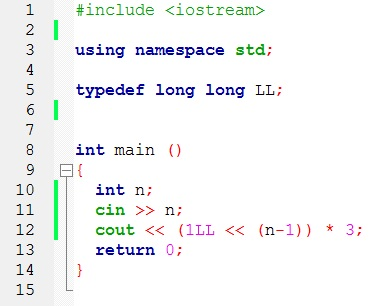 1 #include <iostream>
2
3 using namespace std;
4
5 typedef long long LL;
6
7
8 int main ()
9 {
10 int n;
11 cin >> n;
12 cout << (1LL << (n-1)) * 3;
13 return 0;
14 }
15